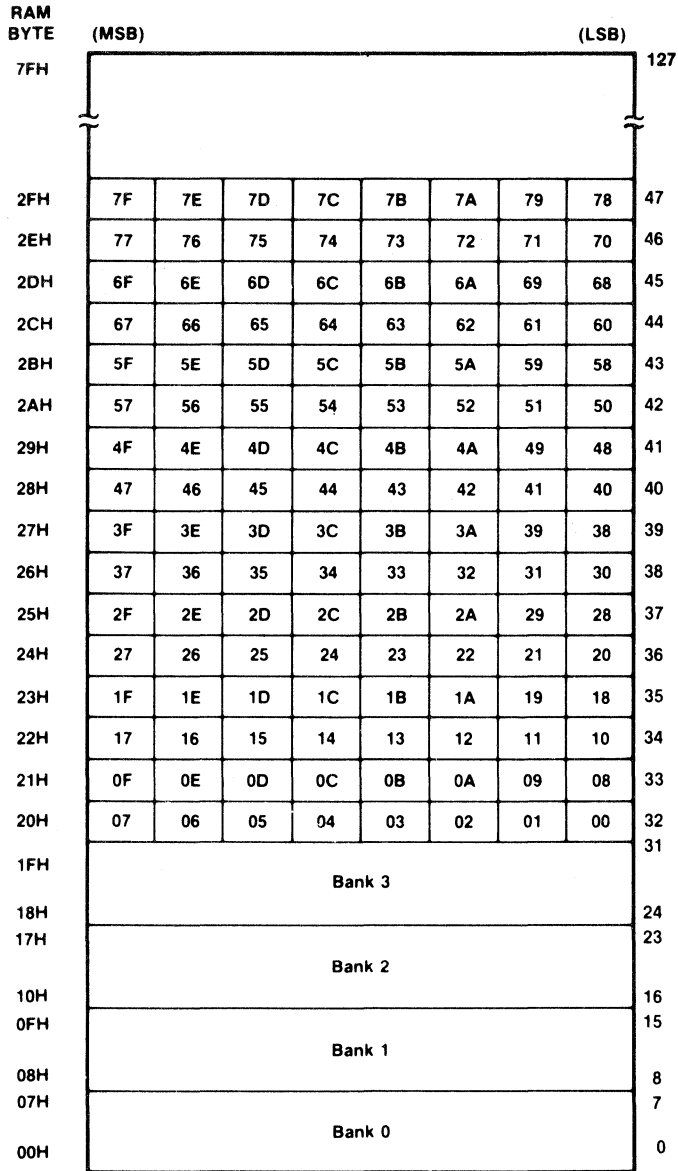 RAM
BYTE (MSB) (LSB)
7FH 127
2FH 7F 7E 7D 7C 7B 7A 79 78 47
2EH 77 76 75 74 73 72 71 70 46
2DH 6F 6E 6D 6C 6B 6A 69 68 45
2CH 67 66 65 64 63 62 61 60 44
2BH 5F 5E 5D 5C 5B 5A 59 58 43
2AH 57 56 55 54 53 52 51 50 42
29H 4F 4E 4D 4C 4B 4A 49 48 41
28H 47 46 45 44 43 42 41 40 40
27H 3F 3E 3D 3C 3B 3A 39 38 39
26H 37 36 35 34 33 32 31 30 38
25H 2F 2E 2D 2C 2B 2A 29 28 37
24H 27 26 25 24 23 22 21 20 36
23H 1F 1E 1D 1C 1B 1A 19 18 35
22H 17 16 15 14 13 12 11 10 34
21H 0F 0E 0D 0C 0B 0A 09 08 33
20H 07 06 05 04 03 02 01 00 32
1FH 31
Bank 3
18H 24
17H 23
Bank 2
10H 16
0FH 15
Bank 1
08H 8
07H 7
Bank 0
00H 0